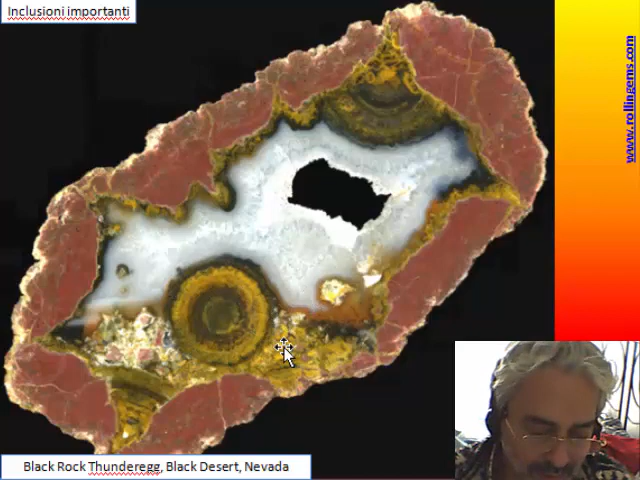 Inclusioni importanti
www.rollingems.com
Black Rock Thunderegg, Black Desert, Nevada